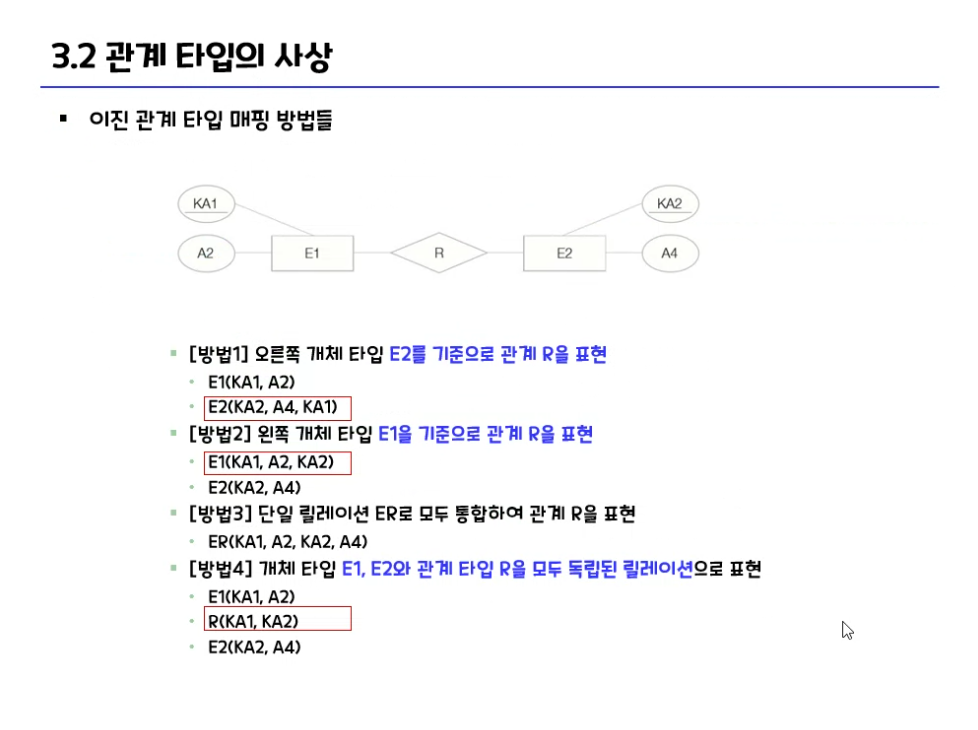 3.2 관계 타입의 사상
이진 관계 타입 매핑 방법들
KA1
KA2
A2
E1
R
E2
A4
[방법1] 오른쪽 개체 타입 E2를 기준으로 관계 R을 표현
E1(KA1, A2)
E2(KA2, A4, KA1)
[방법2] 왼쪽 개체 타입 E1을 기준으로 관계 R을 표현
E1(KA1, A2, KA2)
E2(KA2, A4)
[방법3] 단일 릴레이션 ER로 모두 통합하여 관계 R을 표현
ER(KA1, A2, KA2, A4)
[방법4] 개체 타입 E1, E2와 관계 타입 R을 모두 독립된 릴레이션으로 표현
E1(KA1, A2)
R(KA1, KA2)
E2(KA2, A4)